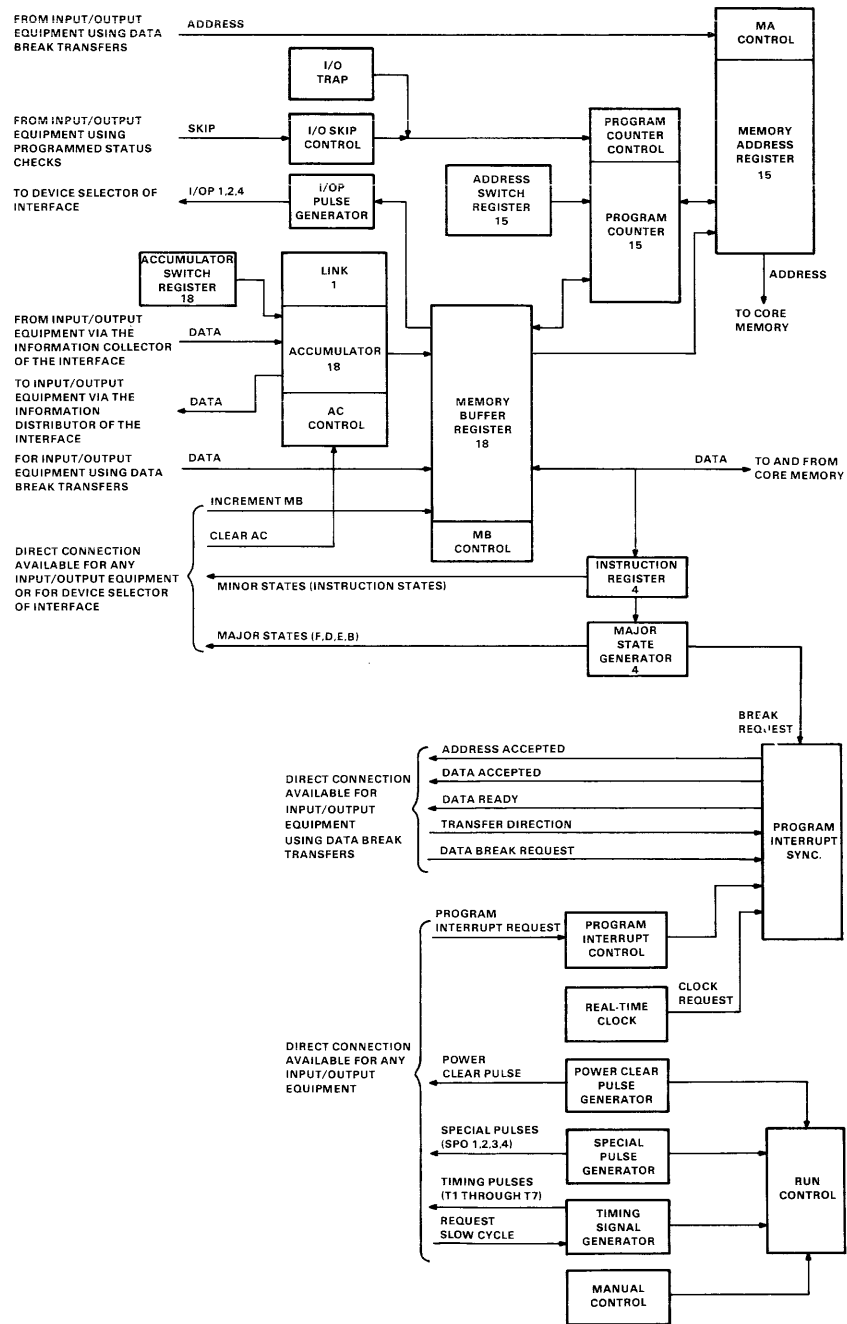 FROM INPUT/OUTPUT
EQUIPMENT USING DATA
BREAK TRANSFERS
ADDRESS
MA
CONTROL
I/O
TRAP
FROM INPUT/OUTPUT
EQUIPMENT USING
PROGRAMMED STATUS
CHECKS
SKIP
I/O SKIP
CONTROL
PROGRAM
COUNTER
CONTROL
MEMORY
ADDRESS
REGISTER
15
TO DEVICE SELECTOR OF
INTERFACE
I/OP 1,2,4
I/OP
PULSE
GENERATOR
ADDRESS
SWITCH
REGISTER
15
PROGRAM
COUNTER
15
ACCUMULATOR
SWITCH
REGISTER
18
LINK
1
ADDRESS
TO CORE
MEMORY
FROM INPUT/OUTPUT
EQUIPMENT VIA THE
INFORMATION COLLECTOR
OF THE INTERFACE
DATA
ACCUMULATOR
18
TO INPUT/OUTPUT
EQUIPMENT VIA THE
INFORMATION
DISTRIBUTOR OF THE
INTERFACE
DATA
AC
CONTROL
MEMORY
BUFFER
REGISTER
18
FOR INPUT/OUTPUT
EQUIPMENT USING DATA
BREAK TRANSFERS
DATA
DATA
TO AND FROM
CORE MEMORY
INCREMENT MB
CLEAR AC
MB
CONTROL
DIRECT CONNECTION
AVAILABLE FOR ANY
INPUT/OUTPUT EQUIPMENT
OR FOR DEVICE SELECTOR
OF INTERFACE
MINOR STATES (INSTRUCTION STATES)
INSTRUCTION
REGISTER
4
MAJOR STATES (F,D,E,B)
MAJOR
STATE
GENERATOR
4
BREAK
REQUEST
DIRECT CONNECTION
AVAILABLE FOR
INPUT/OUTPUT
EQUIPMENT
USING DATA BREAK
TRANSFERS
ADDRESS ACCEPTED
DATA ACCEPTED
DATA READY
TRANSFER DIRECTION
DATA BREAK REQUEST
PROGRAM
INTERRUPT
SYNC.
PROGRAM
INTERRUPT REQUEST
PROGRAM
INTERRUPT
CONTROL
CLOCK
REQUEST
REAL-TIME
CLOCK
DIRECT CONNECTION
AVAILABLE FOR ANY
INPUT/OUTPUT
EQUIPMENT
POWER
CLEAR PULSE
POWER CLEAR
PULSE
GENERATOR
SPECIAL PULSES
(SPO 1,2,3,4)
SPECIAL
PULSE
GENERATOR
RUN
CONTROL
TIMING PULSES
(T1 THROUGH T7)
REQUEST
SLOW CYCLE
TIMING
SIGNAL
GENERATOR
MANUAL
CONTROL